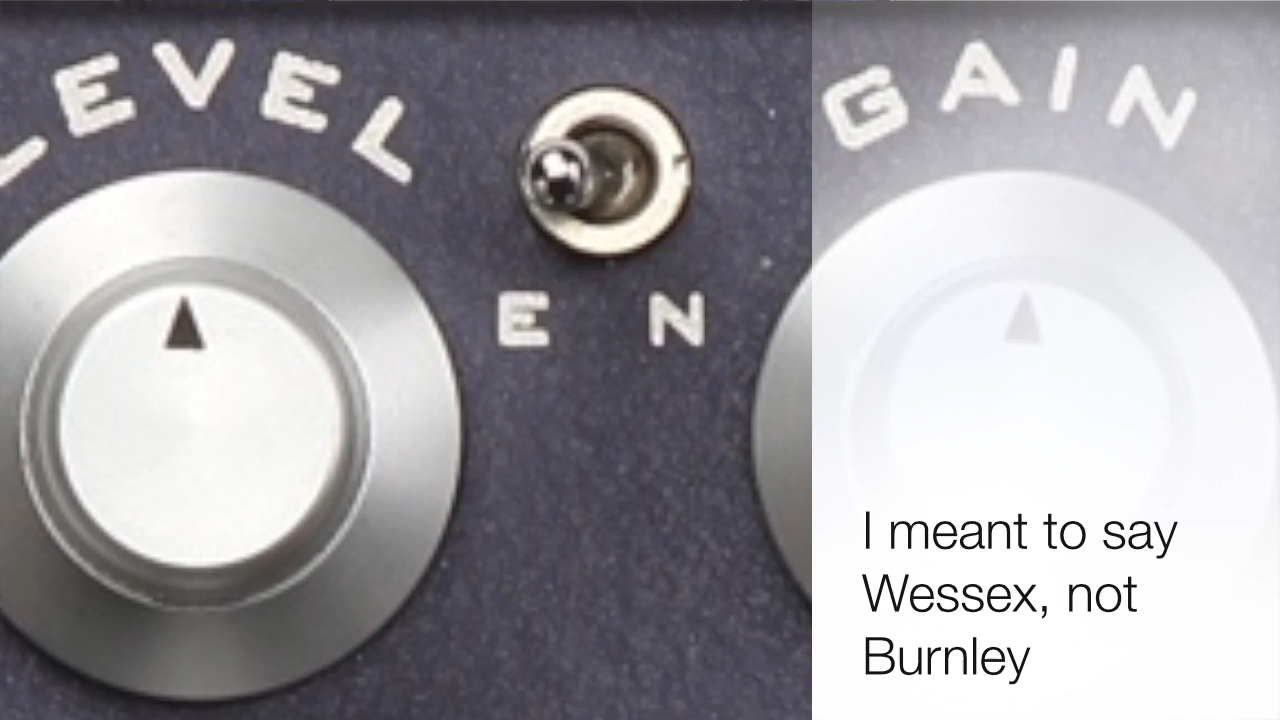 LEVEL
GAIN
E N
I meant to say
Wessex, not
Burnley